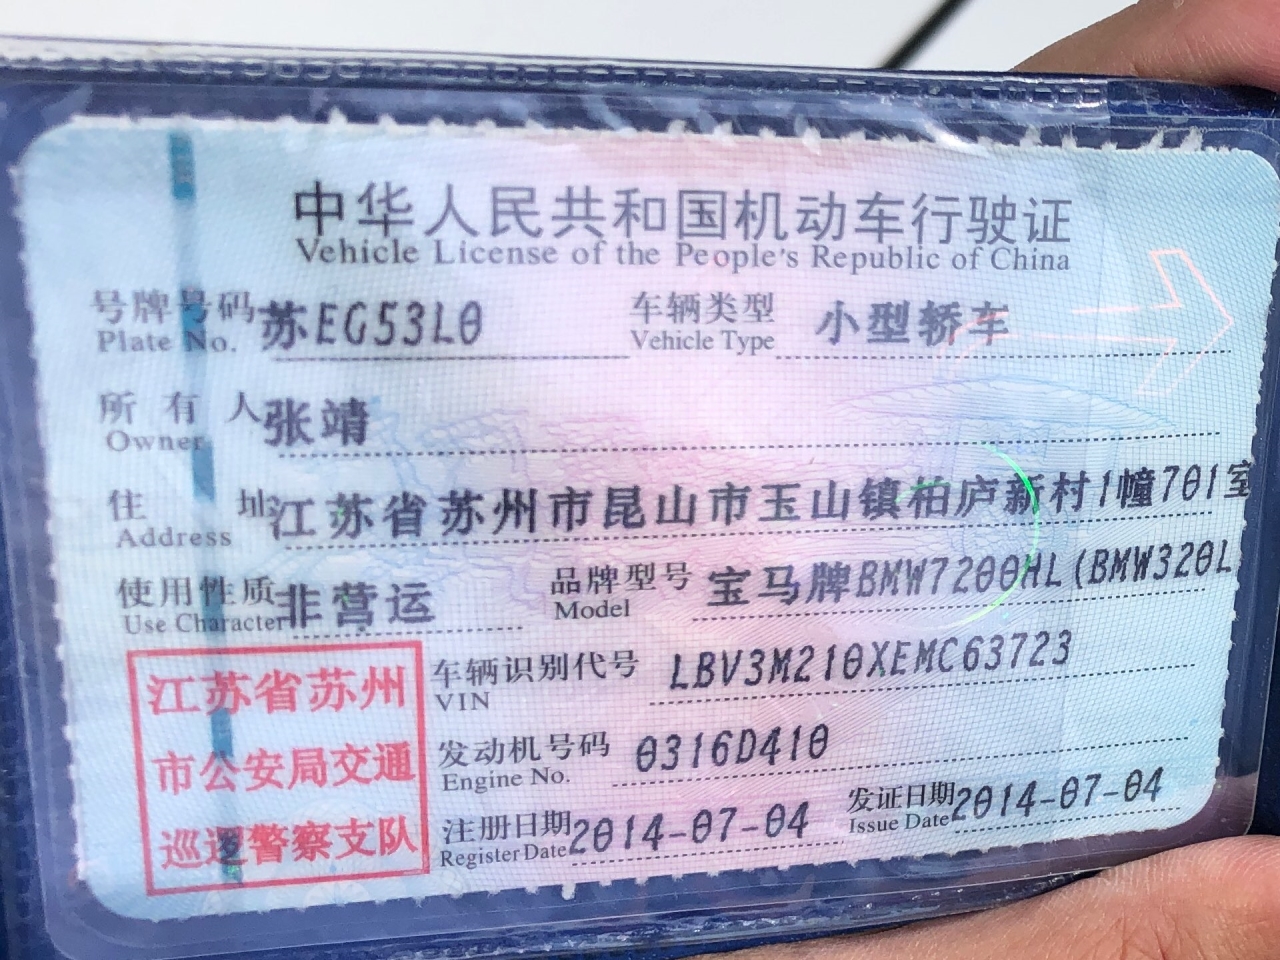 中华人民共和国机动车行驶证
Vehicle License of the People's Republic of China
号牌号码 苏EG53L0 车辆类型 小型轿车
Plate No. Vehicle Type
所有人 张靖
Owner
住址 江苏省苏州市昆山市玉山镇柏庐新村1幢701室
Address
使用性质 非营运 品牌型号 宝马牌BMW7200HL(BMW320L
Use Character Model
江苏省苏州
市公安局交通
巡逻警察支队
车辆识别代号 LBV3M210XEMC63723
VIN
发动机号码 0316D410
Engine No.
注册日期 2014-07-04 发证日期 2014-07-04
Register Date Issue Date